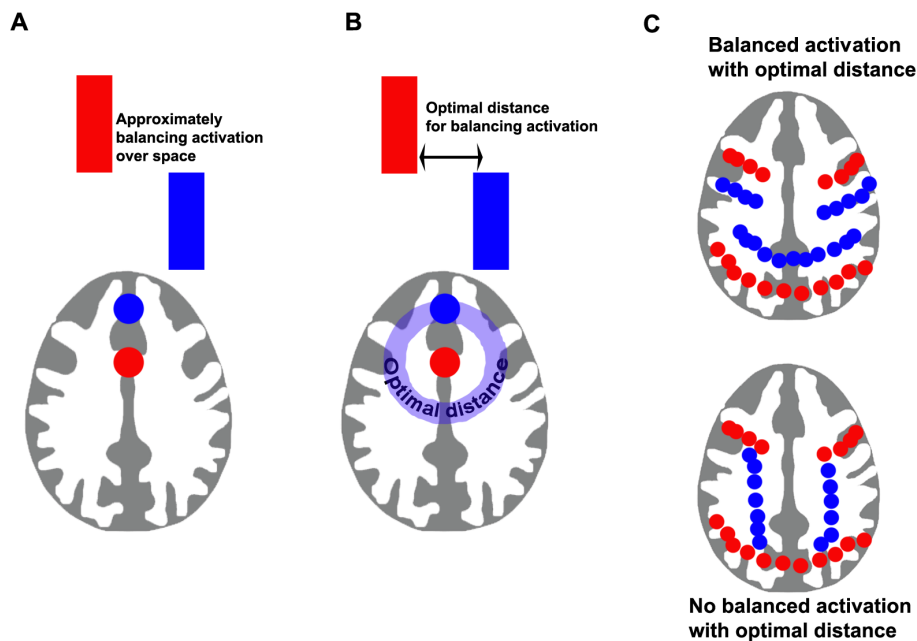 A
Approximately
balancing activation
over space
B
Optimal distance
for balancing activation
Optimal distance
C
Balanced activation
with optimal distance
No balanced activation
with optimal distance